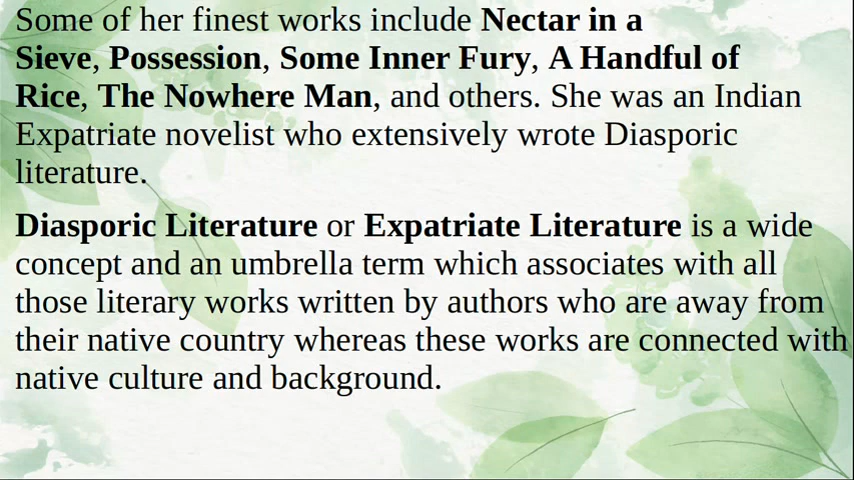 Some of her finest works include Nectar in a
Sieve, Possession, Some Inner Fury, A Handful of
Rice, The Nowhere Man, and others. She was an Indian
Expatriate novelist who extensively wrote Diasporic
literature.
Diasporic Literature or Expatriate Literature is a wide
concept and an umbrella term which associates with all
those literary works written by authors who are away from
their native country whereas these works are connected with
native culture and background.